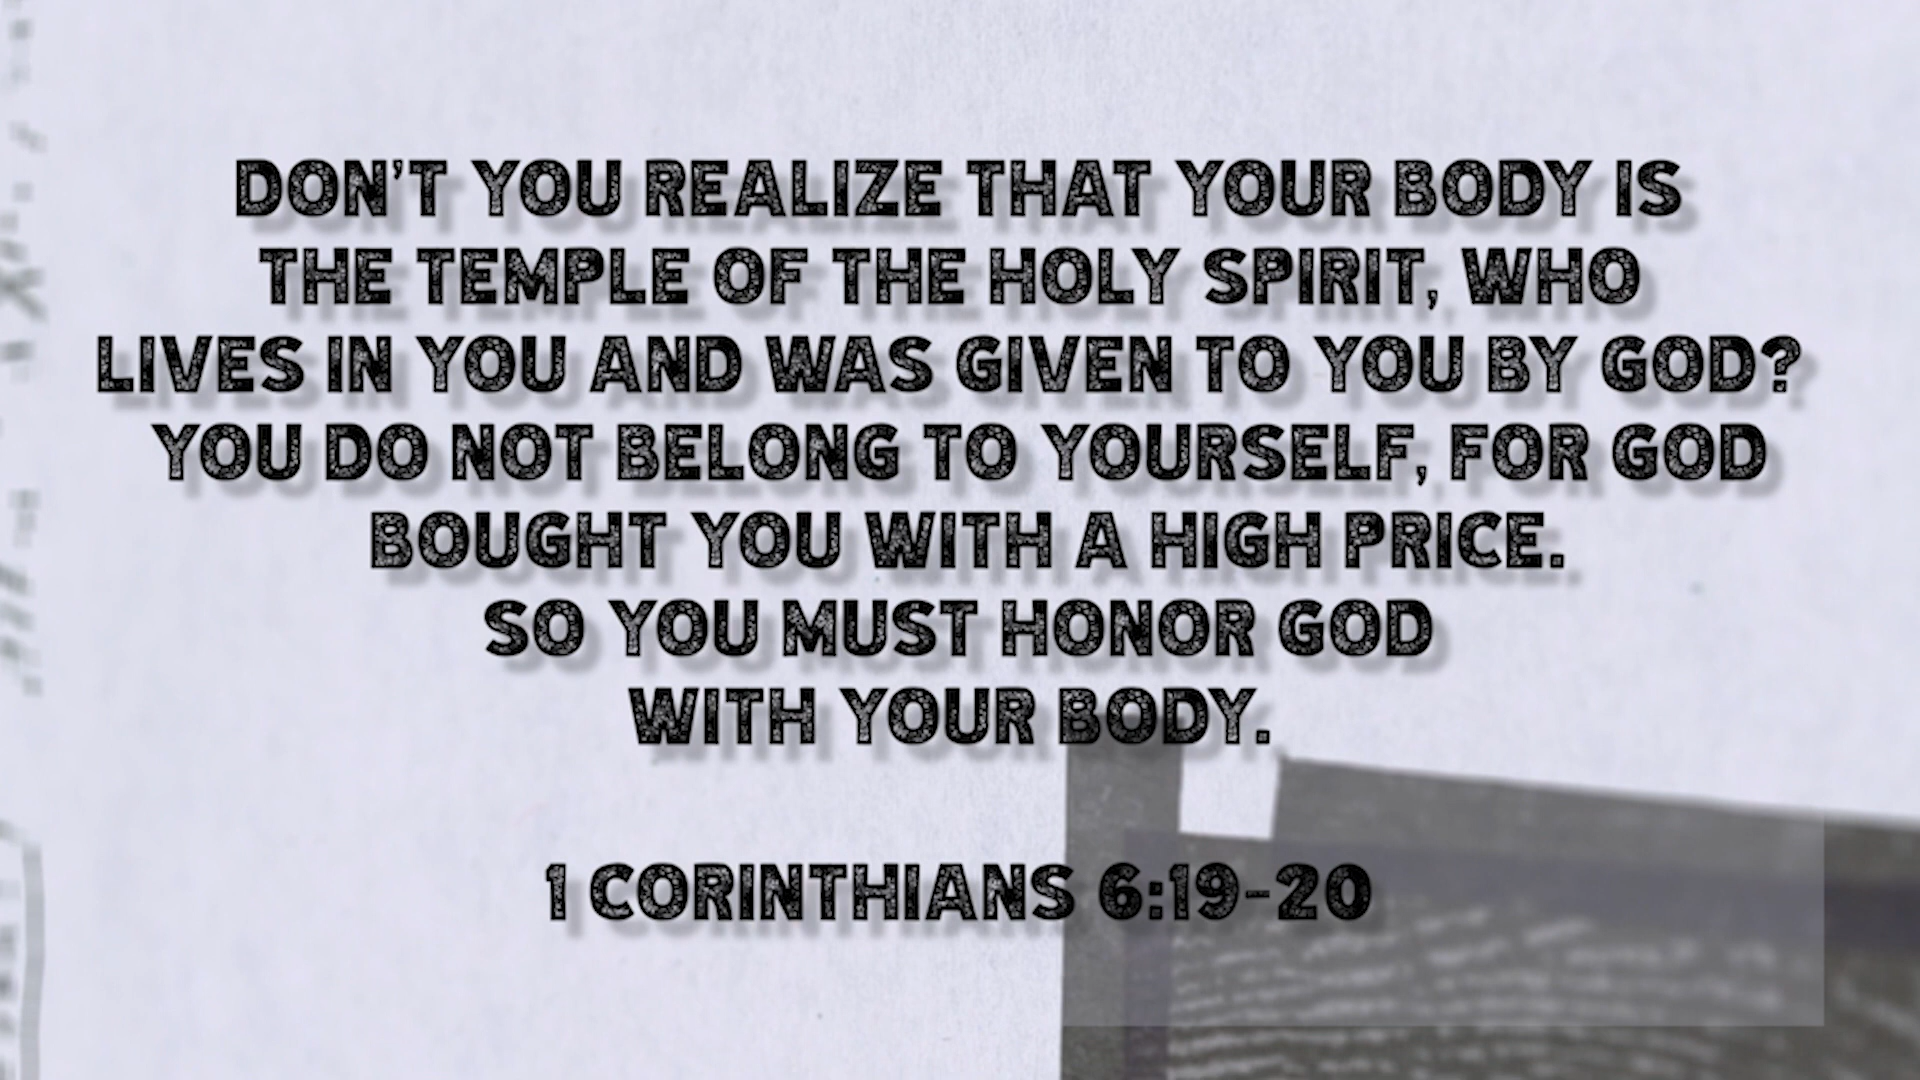 DON'T YOU REALIZE THAT YOUR BODY IS
THE TEMPLE OF THE HOLY SPIRIT, WHO
LIVES IN YOU AND WAS GIVEN TO YOU BY GOD?
YOU DO NOT BELONG TO YOURSELF, FOR GOD
BOUGHT YOU WITH A HIGH PRICE.
SO YOU MUST HONOR GOD
WITH YOUR BODY.
1 CORINTHIANS 6:19-20